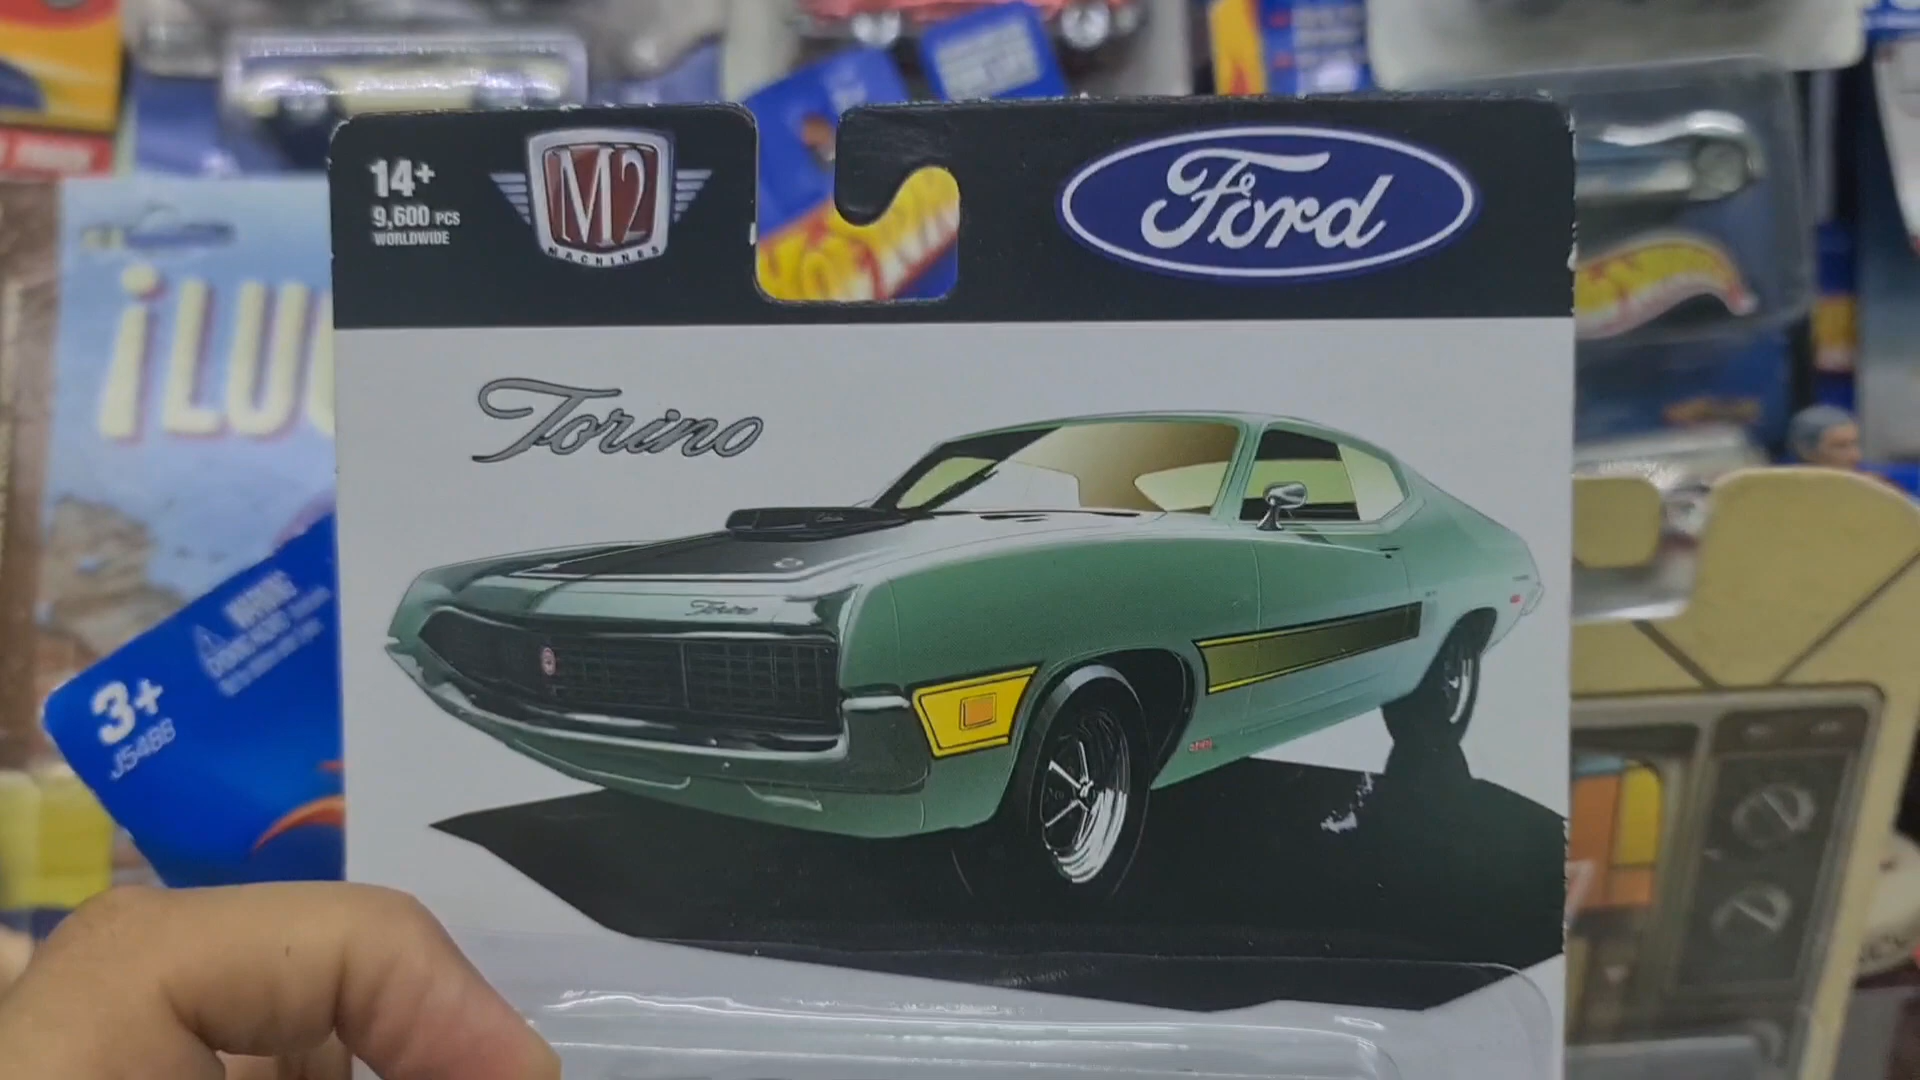 14+
9,600 PCS
WORLDWIDE
M2
MACHINES
Ford
Torino
Torino
¡LU
WARNING
3+
J5486